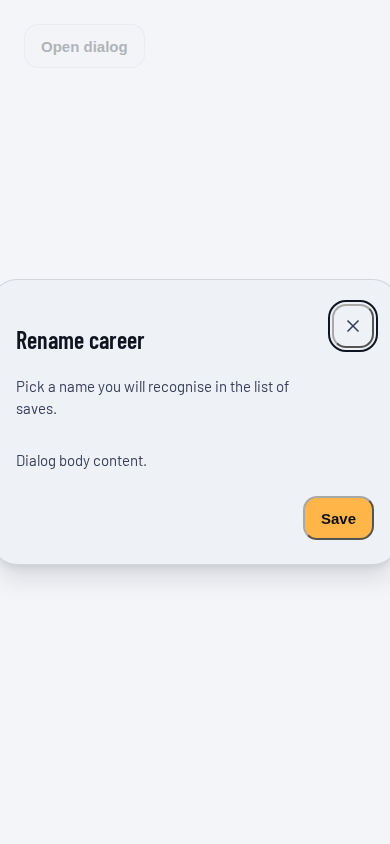 Open dialog
Rename career
Pick a name you will recognise in the list of
saves.
Dialog body content.
Save